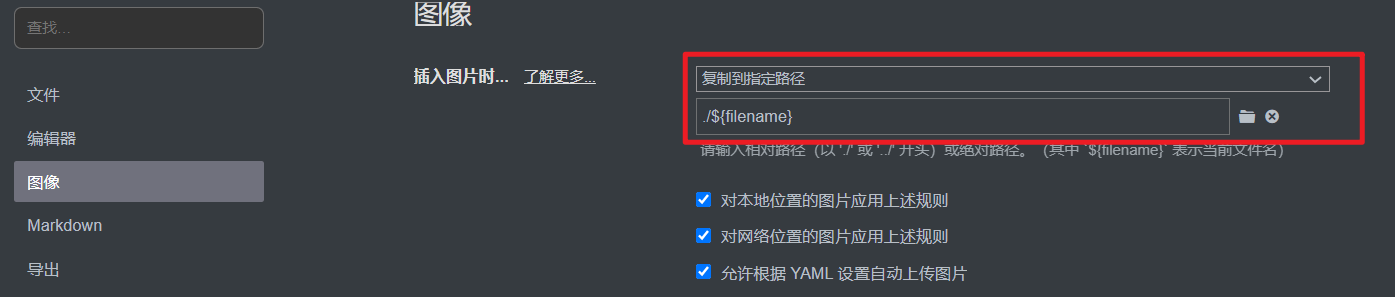 查找...
图像
插入图片时... 了解更多...
复制到指定路径
文件
./${filename}
编辑器
请输入相对路径（以 './' 或 '../' 开头）或绝对路径。（其中 `${filename}` 表示当前文件名）
图像
对本地位置的图片应用上述规则
Markdown
对网络位置的图片应用上述规则
导出
允许根据 YAML 设置自动上传图片